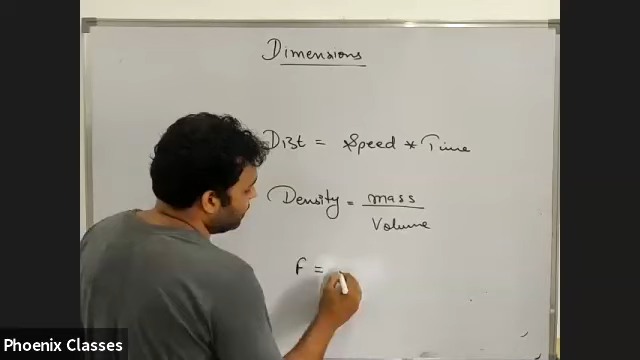 Dimensions
Dist = Speed * Time
Density = mass
Volume
F =
Phoenix Classes